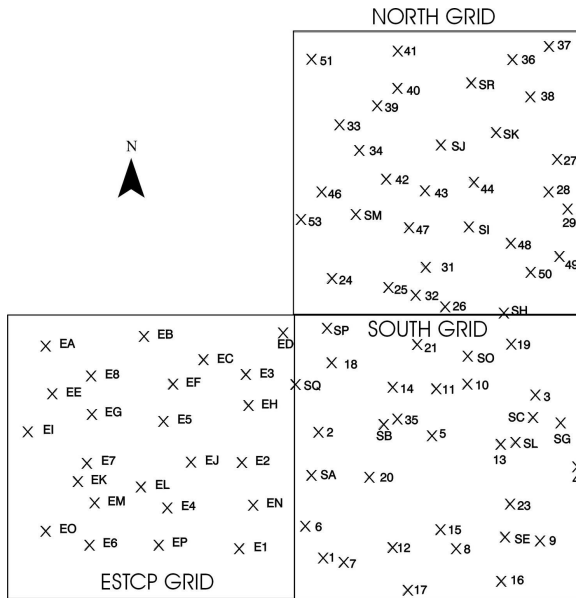 NORTH GRID
37
41
51
36
SR
40
38
39
33
SK
34
SJ
27
42
44
46
43
28
SM
29
53
47
SI
48
49
31
50
24
25
32
26
SH
N
SP
SOUTH GRID
ED
EB
EA
21
19
SO
EC
18
E8
E3
EF
SQ
14
11
10
EE
3
EH
EG
35
SC
E5
SB
SG
EI
2
5
SL
13
E7
EJ
E2
4
SA
20
EK
EL
EM
EN
23
E4
EO
6
15
SE
9
E6
EP
E1
12
8
1
7
16
17
ESTCP GRID